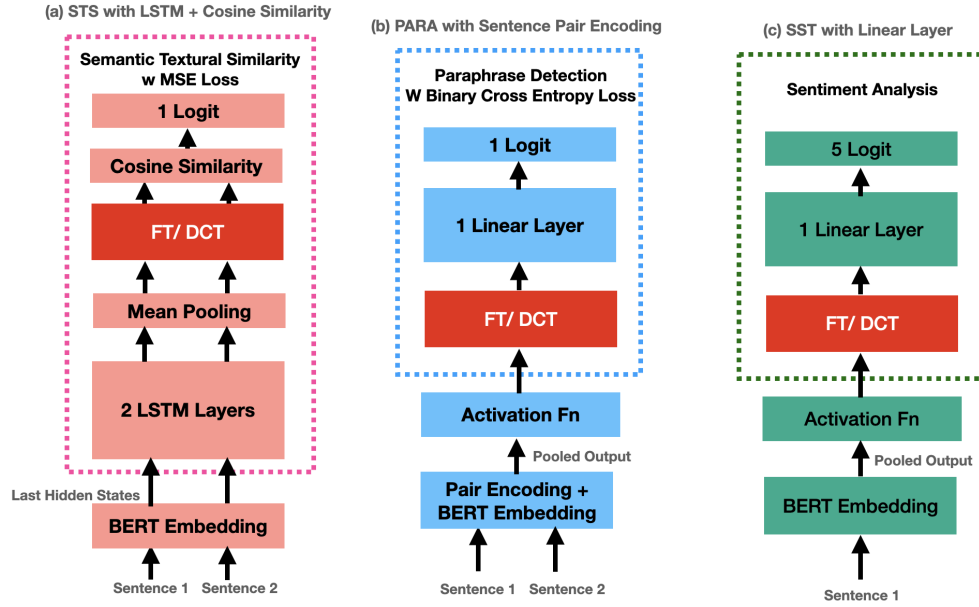 (a) STS with LSTM + Cosine Similarity
Semantic Textural Similarity
w MSE Loss
1 Logit
Cosine Similarity
FT/ DCT
Mean Pooling
2 LSTM Layers
Last Hidden States
BERT Embedding
Sentence 1
Sentence 2
(b) PARA with Sentence Pair Encoding
Paraphrase Detection
W Binary Cross Entropy Loss
1 Logit
1 Linear Layer
FT/ DCT
Activation Fn
Pooled Output
Pair Encoding +
BERT Embedding
Sentence 1
Sentence 2
(c) SST with Linear Layer
Sentiment Analysis
5 Logit
1 Linear Layer
FT/ DCT
Activation Fn
Pooled Output
BERT Embedding
Sentence 1